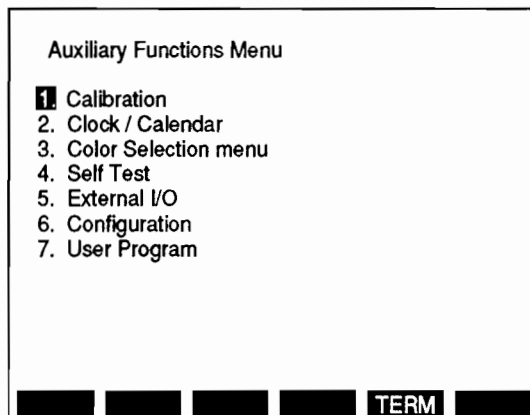 Auxiliary Functions Menu
1. Calibration
2. Clock / Calendar
3. Color Selection menu
4. Self Test
5. External I/O
6. Configuration
7. User Program
TERM